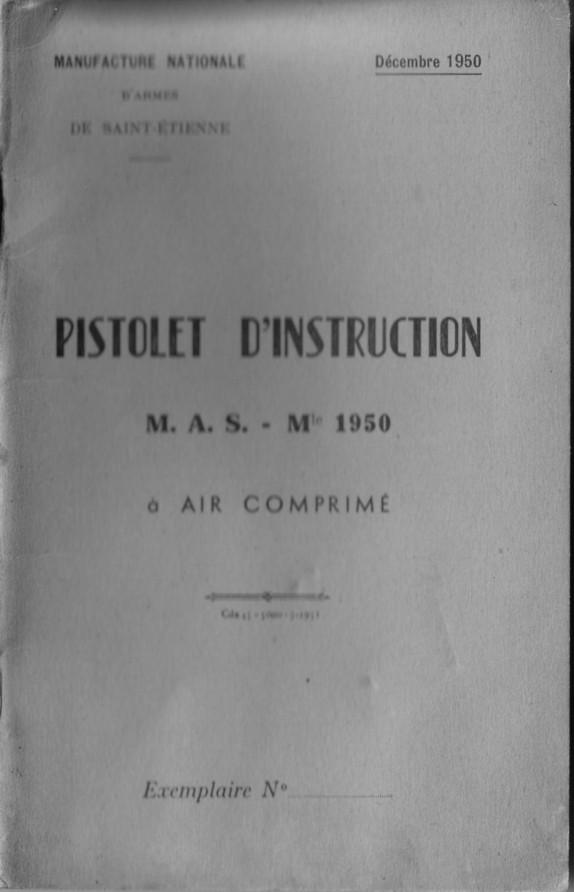 MANUFACTURE NATIONALE
D'ARMES
DE SAINT-ÉTIENNE
Décembre 1950
PISTOLET D'INSTRUCTION
M. A. S. - Mle 1950
à AIR COMPRIMÉ
Exemplaire N°